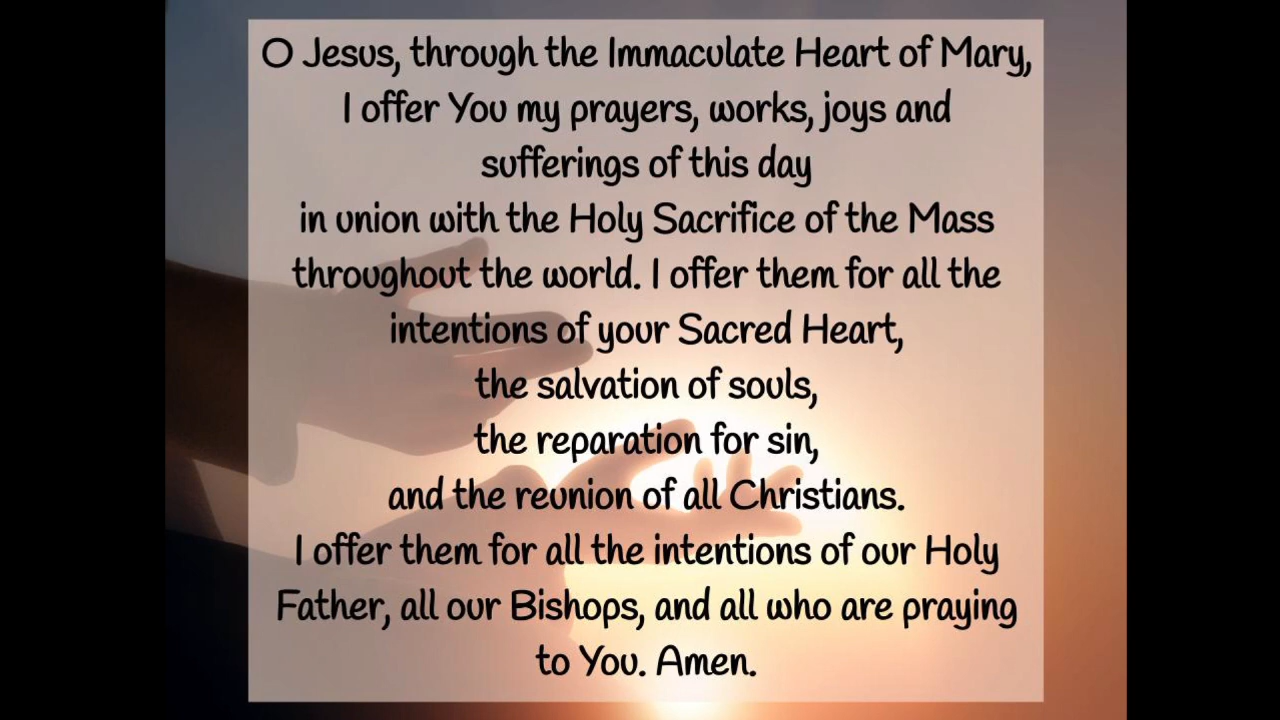 O Jesus, through the Immaculate Heart of Mary,
I offer You my prayers, works, joys and
sufferings of this day
in union with the Holy Sacrifice of the Mass
throughout the world. I offer them for all the
intentions of your Sacred Heart,
the salvation of souls,
the reparation for sin,
and the reunion of all Christians.
I offer them for all the intentions of our Holy
Father, all our Bishops, and all who are praying
to You. Amen.